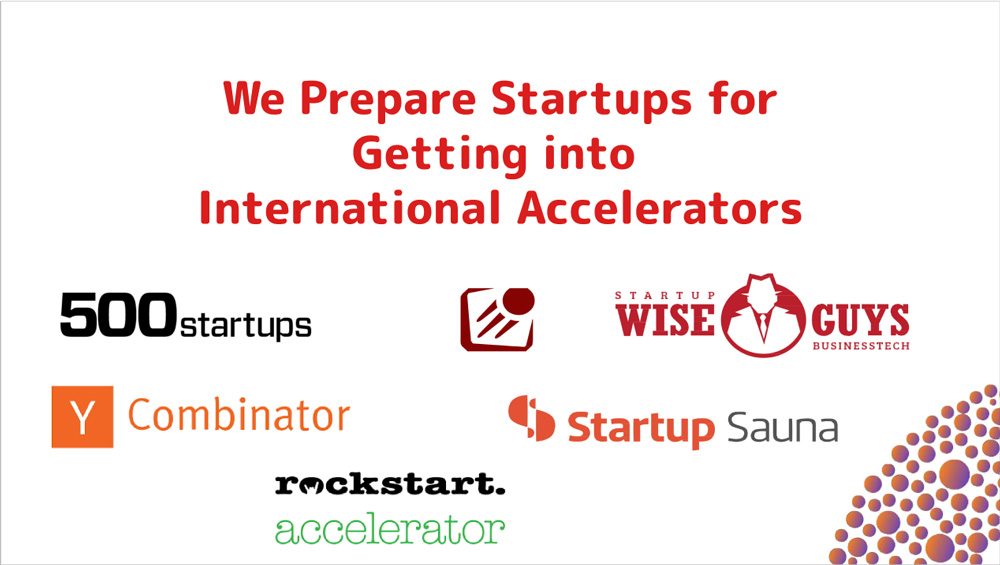 We Prepare Startups for
Getting into
International Accelerators
500startups
STARTUP
WISE GUYS
BUSINESSTECH
Y Combinator
Startup Sauna
rockstart.
accelerator